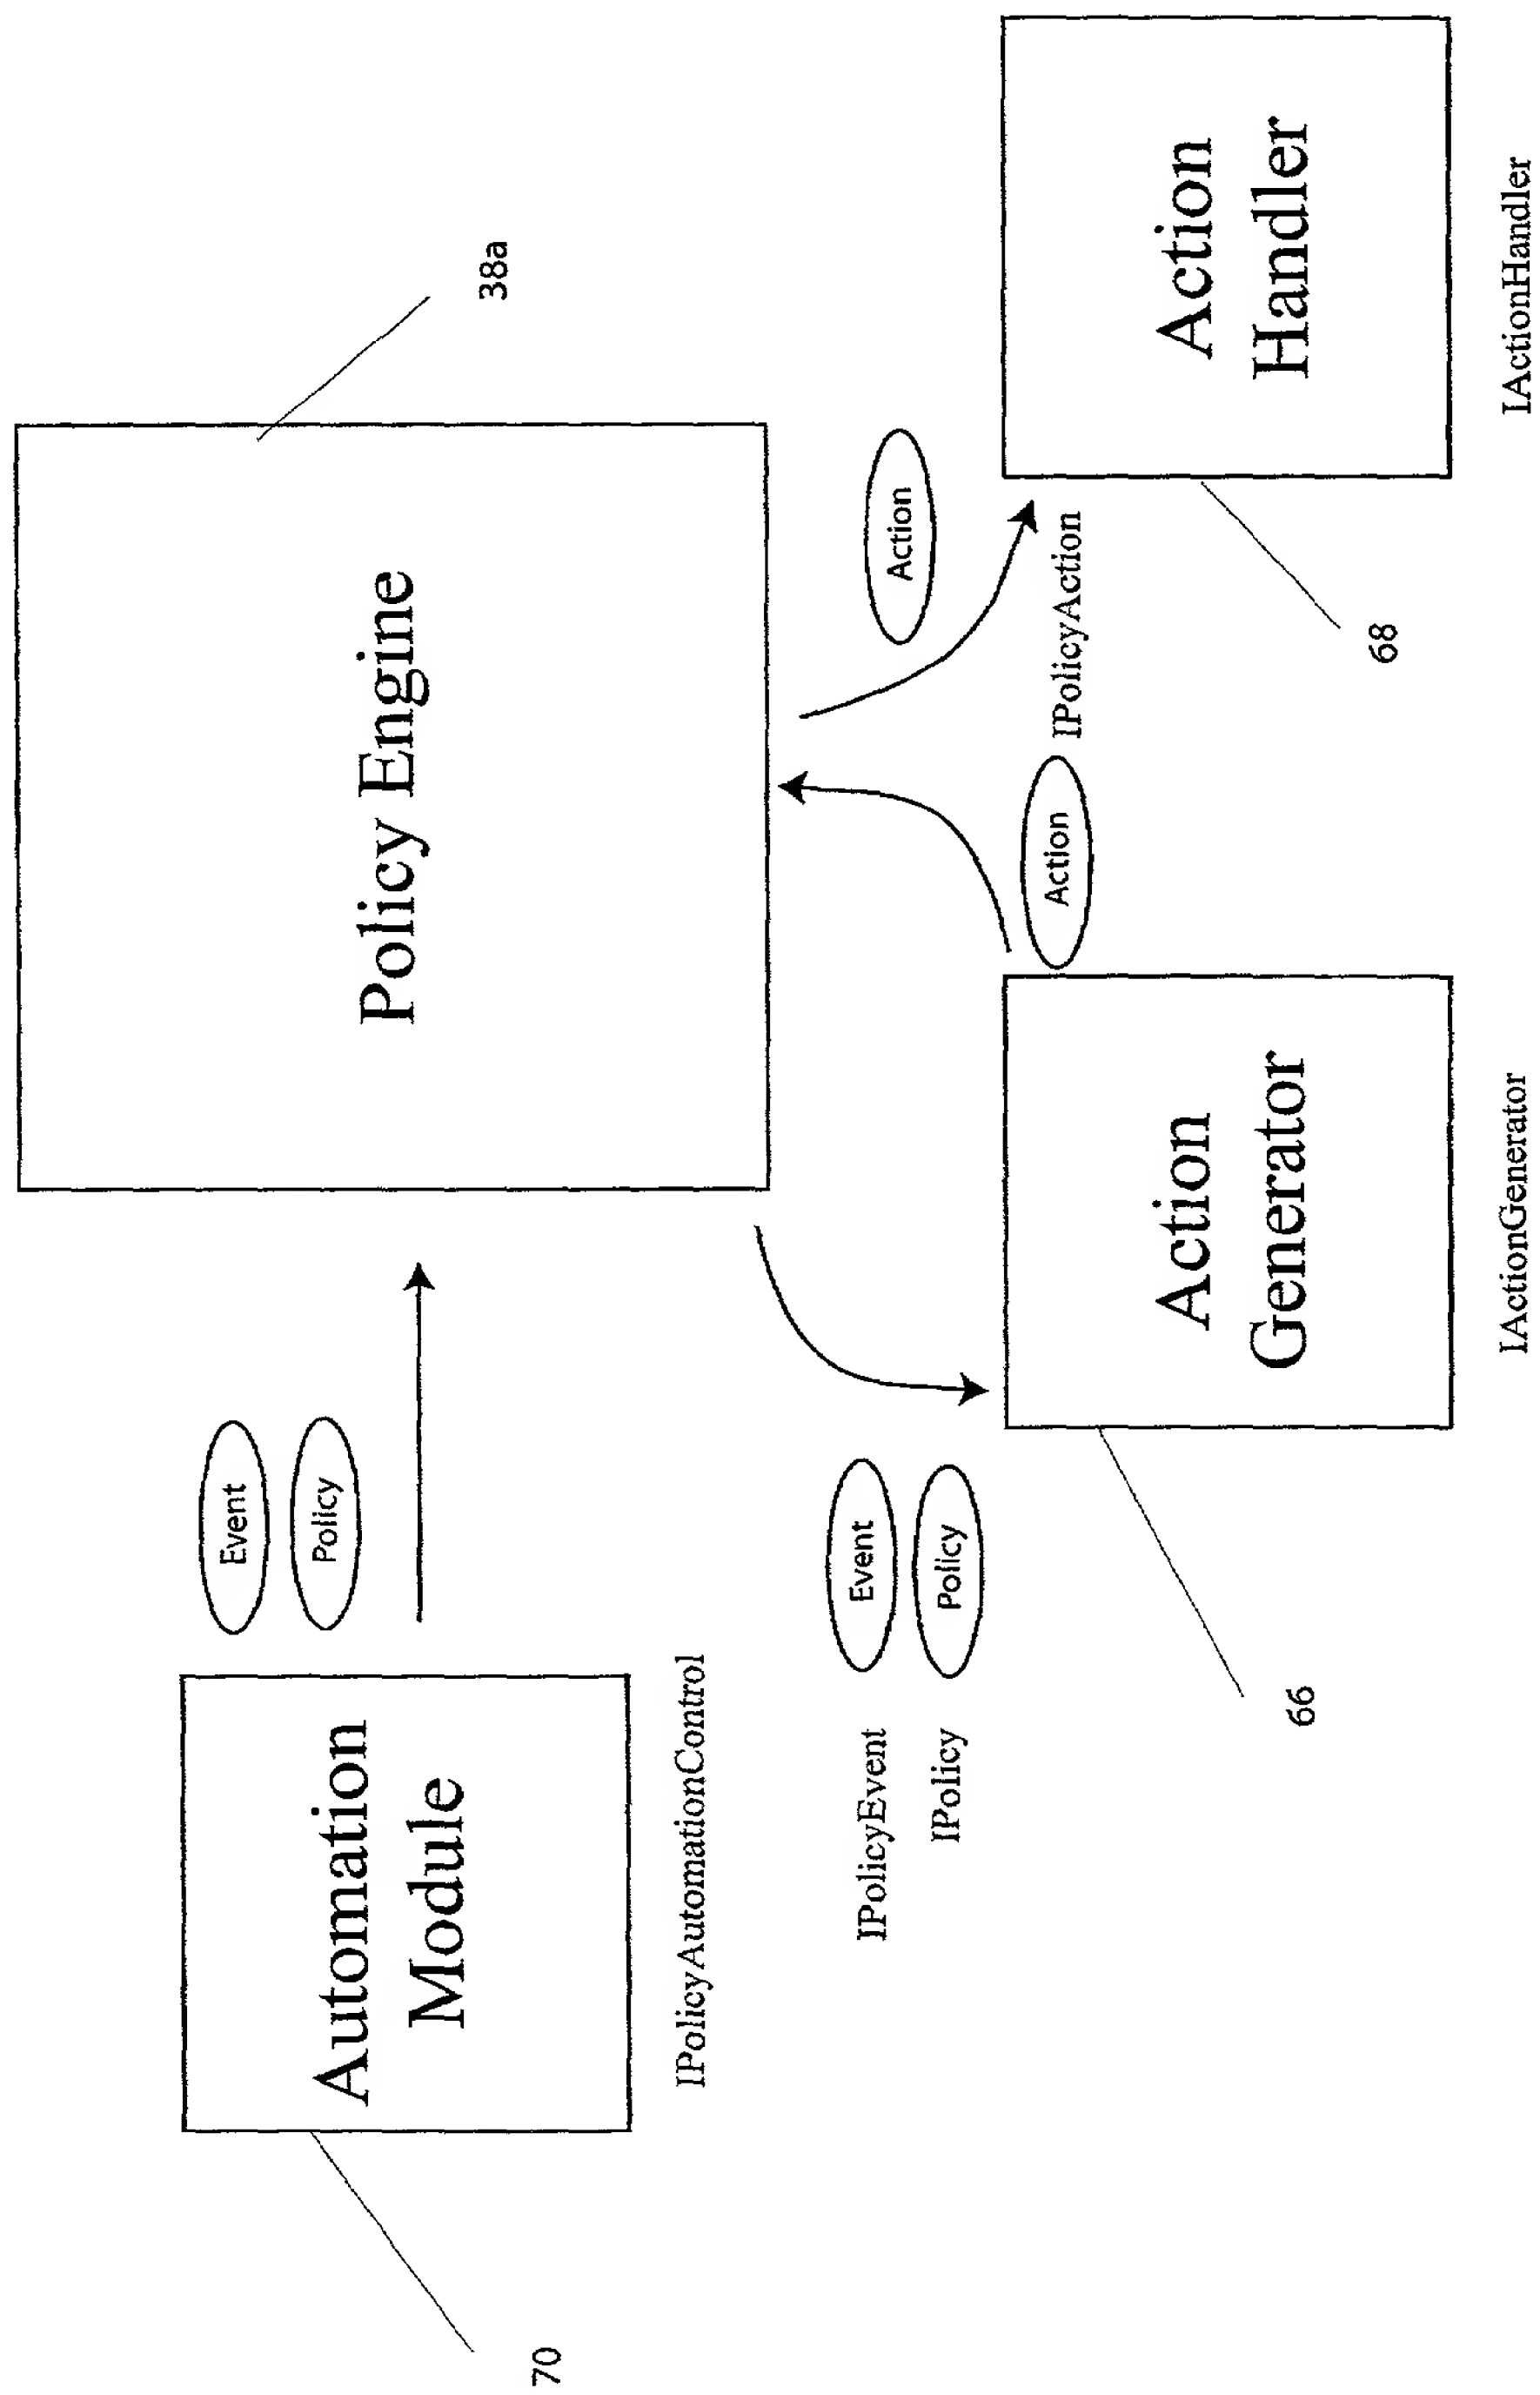 70
Automation
Module
IPolicyAutomationControl
Event
Policy
Policy Engine
38a
IPolicyEvent
IPolicy
Event
Policy
66
Action
Generator
IActionGenerator
Action
IPolicyAction
Action
68
Action
Handler
IActionHandler